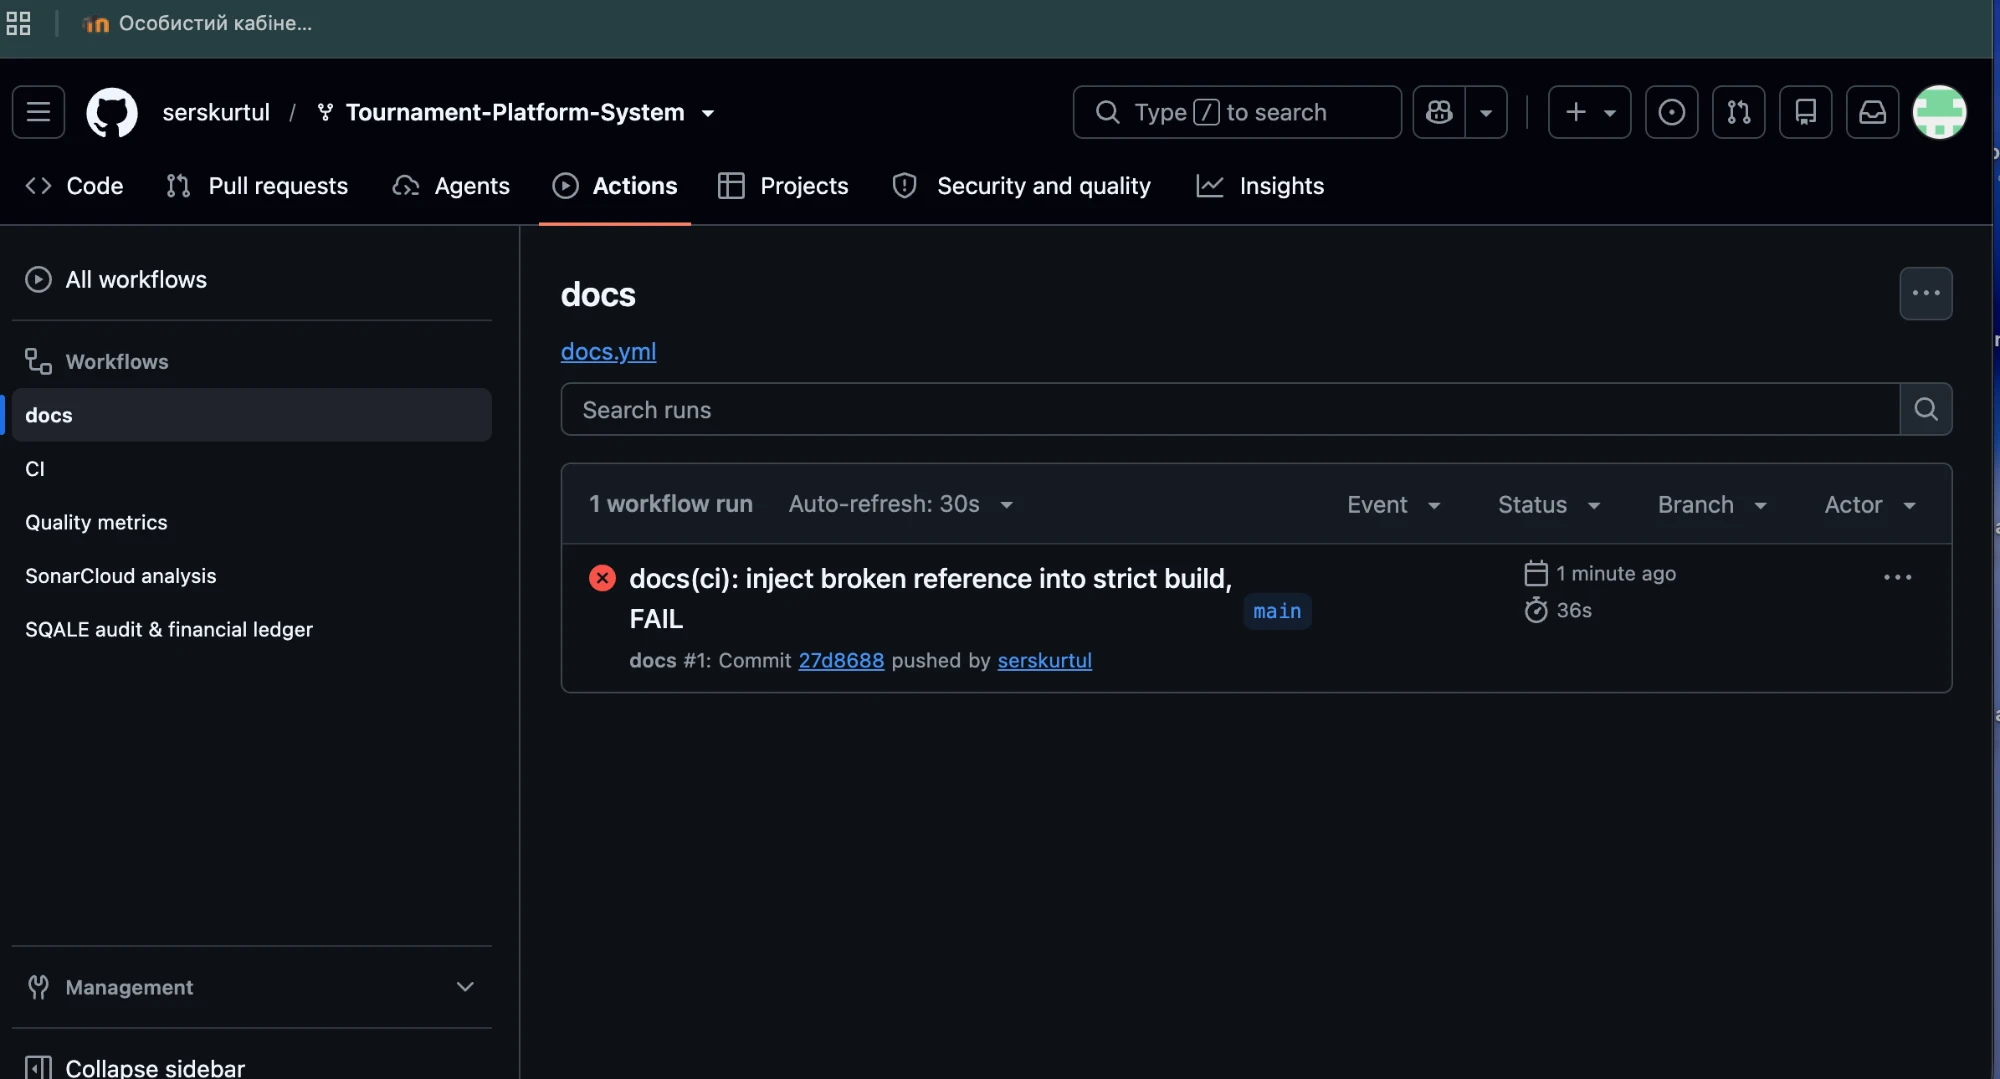 Особистий кабіне...
serskurtul / Tournament-Platform-System
Type / to search
Code
Pull requests
Agents
Actions
Projects
Security and quality
Insights
All workflows
Workflows
docs
CI
Quality metrics
SonarCloud analysis
SQALE audit & financial ledger
Management
Collapse sidebar
docs
docs.yml
Search runs
1 workflow run
Auto-refresh: 30s
Event
Status
Branch
Actor
docs(ci): inject broken reference into strict build,
FAIL
main
docs #1: Commit 27d8688 pushed by serskurtul
1 minute ago
36s